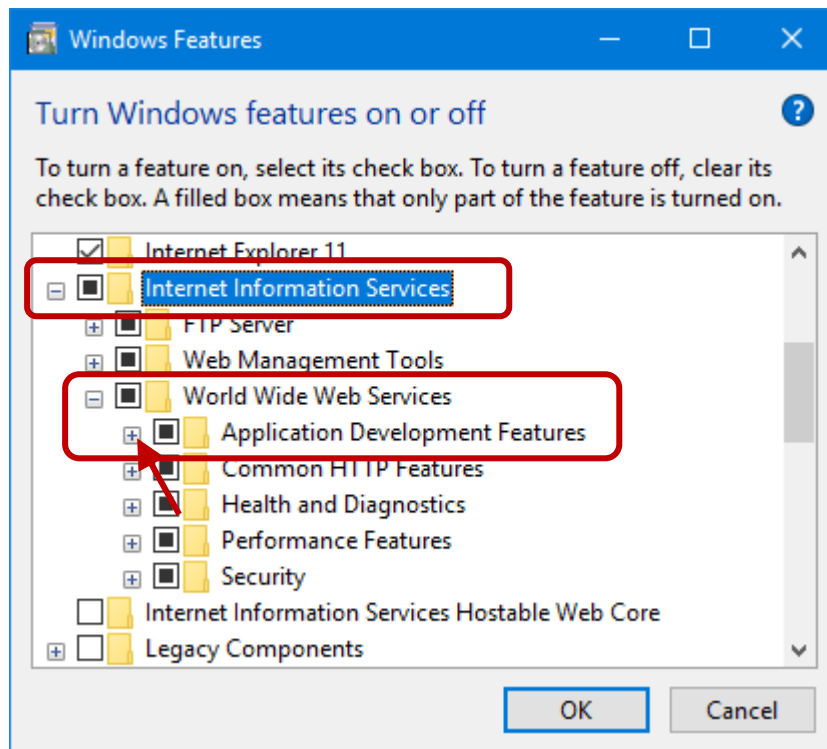 Windows Features
Turn Windows features on or off
?
To turn a feature on, select its check box. To turn a feature off, clear its
check box. A filled box means that only part of the feature is turned on.
Internet Explorer 11
Internet Information Services
FTP Server
Web Management Tools
World Wide Web Services
Application Development Features
Common HTTP Features
Health and Diagnostics
Performance Features
Security
Internet Information Services Hostable Web Core
Legacy Components
OK Cancel